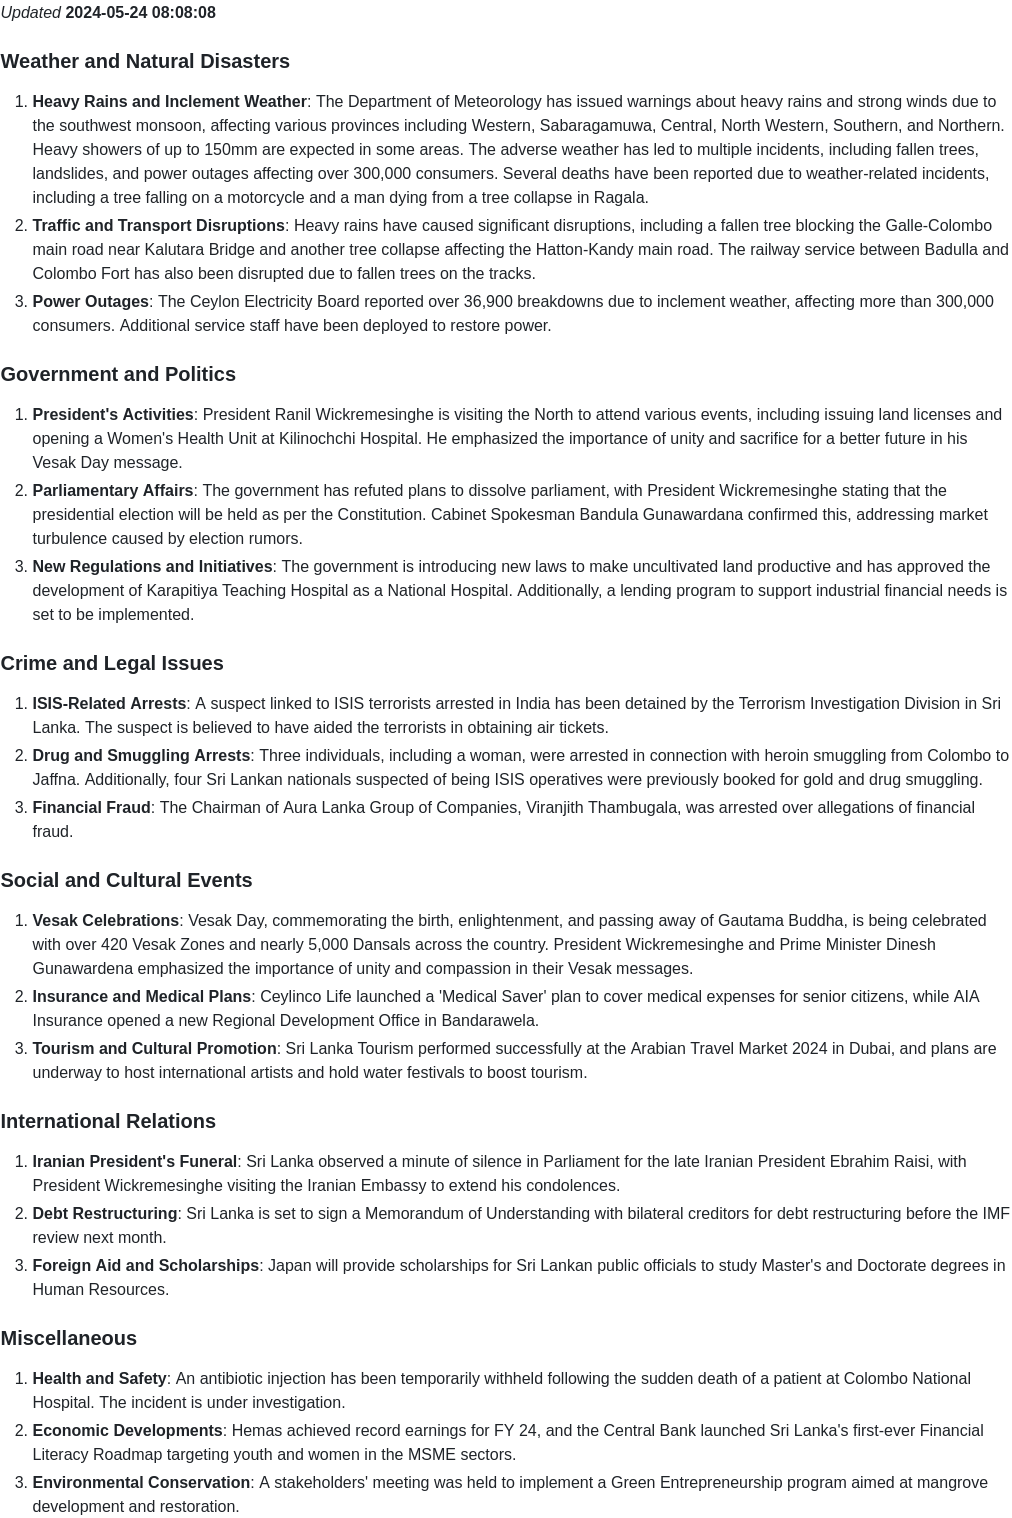 Updated 2024-05-24 08:08:08
Weather and Natural Disasters
1. Heavy Rains and Inclement Weather: The Department of Meteorology has issued warnings about heavy rains and strong winds due to
the southwest monsoon, affecting various provinces including Western, Sabaragamuwa, Central, North Western, Southern, and Northern.
Heavy showers of up to 150mm are expected in some areas. The adverse weather has led to multiple incidents, including fallen trees,
landslides, and power outages affecting over 300,000 consumers. Several deaths have been reported due to weather-related incidents,
including a tree falling on a motorcycle and a man dying from a tree collapse in Ragala.
2. Traffic and Transport Disruptions: Heavy rains have caused significant disruptions, including a fallen tree blocking the Galle-Colombo
main road near Kalutara Bridge and another tree collapse affecting the Hatton-Kandy main road. The railway service between Badulla and
Colombo Fort has also been disrupted due to fallen trees on the tracks.
3. Power Outages: The Ceylon Electricity Board reported over 36,900 breakdowns due to inclement weather, affecting more than 300,000
consumers. Additional service staff have been deployed to restore power.
Government and Politics
1. President's Activities: President Ranil Wickremesinghe is visiting the North to attend various events, including issuing land licenses and
opening a Women's Health Unit at Kilinochchi Hospital. He emphasized the importance of unity and sacrifice for a better future in his
Vesak Day message.
2. Parliamentary Affairs: The government has refuted plans to dissolve parliament, with President Wickremesinghe stating that the
presidential election will be held as per the Constitution. Cabinet Spokesman Bandula Gunawardana confirmed this, addressing market
turbulence caused by election rumors.
3. New Regulations and Initiatives: The government is introducing new laws to make uncultivated land productive and has approved the
development of Karapitiya Teaching Hospital as a National Hospital. Additionally, a lending program to support industrial financial needs is
set to be implemented.
Crime and Legal Issues
1. ISIS-Related Arrests: A suspect linked to ISIS terrorists arrested in India has been detained by the Terrorism Investigation Division in Sri
Lanka. The suspect is believed to have aided the terrorists in obtaining air tickets.
2. Drug and Smuggling Arrests: Three individuals, including a woman, were arrested in connection with heroin smuggling from Colombo to
Jaffna. Additionally, four Sri Lankan nationals suspected of being ISIS operatives were previously booked for gold and drug smuggling.
3. Financial Fraud: The Chairman of Aura Lanka Group of Companies, Viranjith Thambugala, was arrested over allegations of financial
fraud.
Social and Cultural Events
1. Vesak Celebrations: Vesak Day, commemorating the birth, enlightenment, and passing away of Gautama Buddha, is being celebrated
with over 420 Vesak Zones and nearly 5,000 Dansals across the country. President Wickremesinghe and Prime Minister Dinesh
Gunawardena emphasized the importance of unity and compassion in their Vesak messages.
2. Insurance and Medical Plans: Ceylinco Life launched a 'Medical Saver' plan to cover medical expenses for senior citizens, while AIA
Insurance opened a new Regional Development Office in Bandarawela.
3. Tourism and Cultural Promotion: Sri Lanka Tourism performed successfully at the Arabian Travel Market 2024 in Dubai, and plans are
underway to host international artists and hold water festivals to boost tourism.
International Relations
1. Iranian President's Funeral: Sri Lanka observed a minute of silence in Parliament for the late Iranian President Ebrahim Raisi, with
President Wickremesinghe visiting the Iranian Embassy to extend his condolences.
2. Debt Restructuring: Sri Lanka is set to sign a Memorandum of Understanding with bilateral creditors for debt restructuring before the IMF
review next month.
3. Foreign Aid and Scholarships: Japan will provide scholarships for Sri Lankan public officials to study Master's and Doctorate degrees in
Human Resources.
Miscellaneous
1. Health and Safety: An antibiotic injection has been temporarily withheld following the sudden death of a patient at Colombo National
Hospital. The incident is under investigation.
2. Economic Developments: Hemas achieved record earnings for FY 24, and the Central Bank launched Sri Lanka's first-ever Financial
Literacy Roadmap targeting youth and women in the MSME sectors.
3. Environmental Conservation: A stakeholders' meeting was held to implement a Green Entrepreneurship program aimed at mangrove
development and restoration.